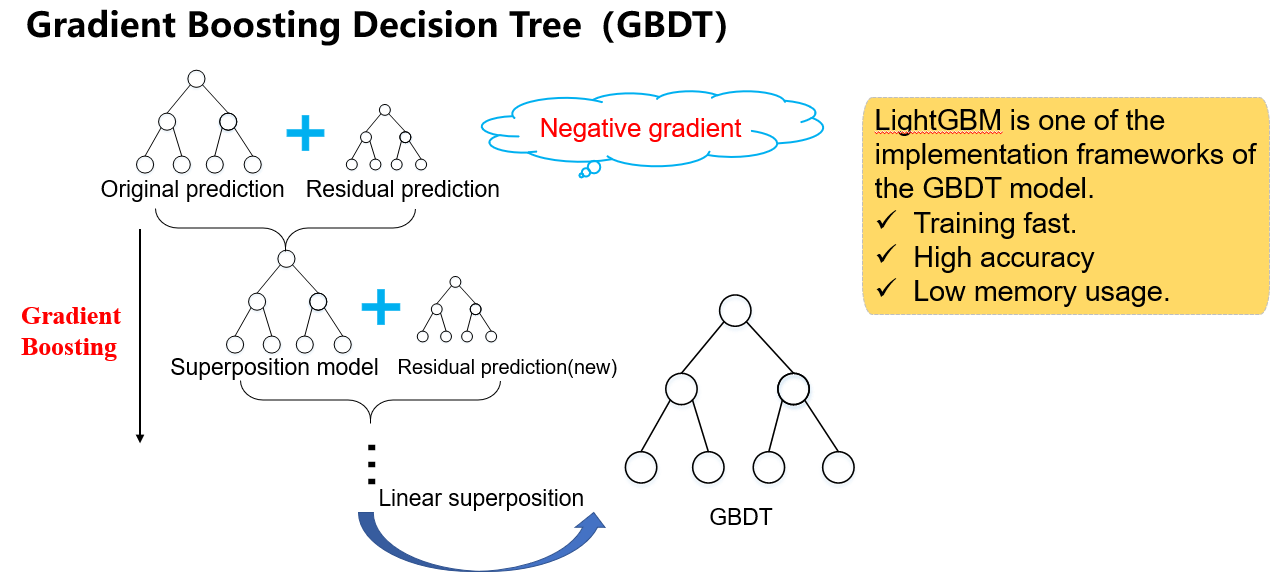 Gradient Boosting Decision Tree（GBDT）
Original prediction
Residual prediction
Negative gradient
LightGBM is one of the
implementation frameworks of
the GBDT model.
✓ Training fast.
✓ High accuracy
✓ Low memory usage.
Gradient
Boosting
Superposition model
Residual prediction(new)
Linear superposition
GBDT